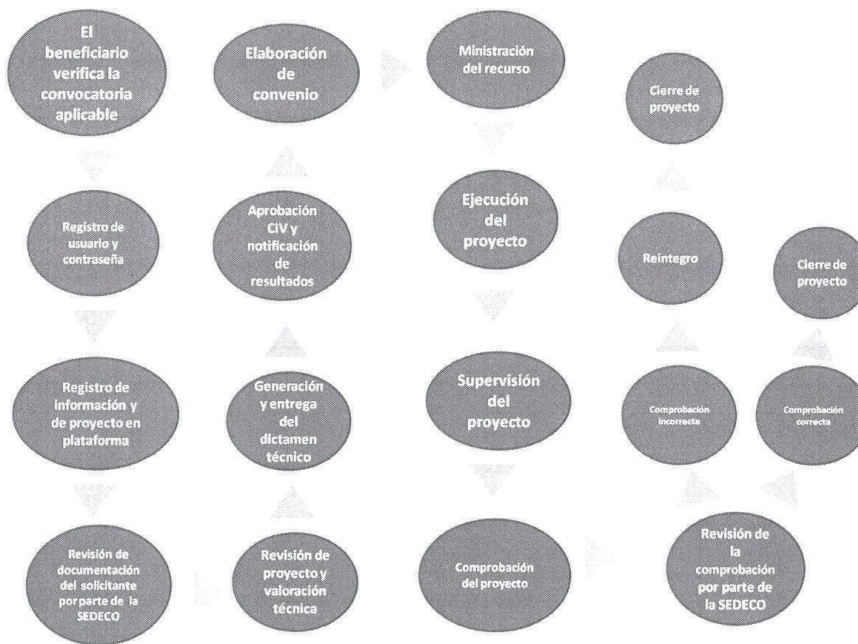 El
beneficiario
verifica la
convocatoria
aplicable
Registro de
usuario y
contraseña
Registro de
información y
de proyecto en
plataforma
Revisión de
documentación
del solicitante
por parte de la
SEDECO
Revisión de
proyecto y
valoración
técnica
Generación
y entrega
del
dictamen
técnico
Aprobación
CIV y
notificación
de
resultados
Elaboración
de
convenio
Ministración
del recurso
Ejecución
del
proyecto
Supervisión
del
proyecto
Comprobación
del proyecto
Revisión de
la
comprobación
por parte de
la SEDECO
Comprobación
incorrecta
Reintegro
Cierre de
proyecto
Comprobación
correcta
Cierre de
proyecto